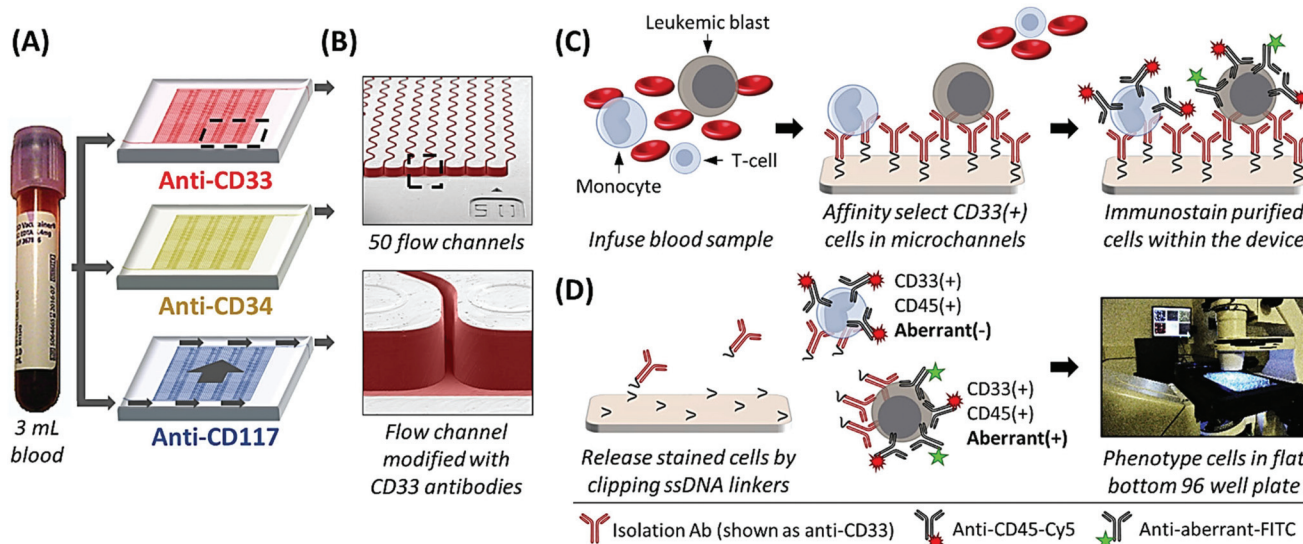 (A)
Anti-CD33
Anti-CD34
Anti-CD117
3 mL
blood
(B)
50 flow channels
Flow channel
modified with
CD33 antibodies
(C)
Leukemic blast
T-cell
Monocyte
Infuse blood sample
Affinity select CD33(+)
cells in microchannels
Immunostain purified
cells within the device
(D)
Release stained cells by
clipping ssDNA linkers
CD33(+)
CD45(+)
Aberrant(-)
CD33(+)
CD45(+)
Aberrant(+)
Phenotype cells in flat
bottom 96 well plate
Isolation Ab (shown as anti-CD33)
Anti-CD45-Cy5
Anti-aberrant-FITC